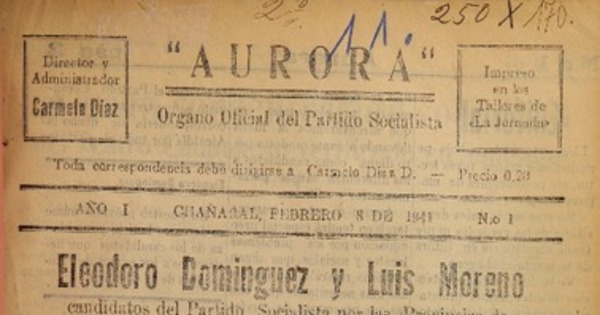 2º
11.
250 X 170.
Director y
Administrador
Carmelo Díaz
"AURORA"
Organo Oficial del Partido Socialista
Impreso
en los
Talleres de
«La Jornada»
Toda correspondencia debe dirigirse a Carmelo Diaz D. — Precio 0,20
AÑO I CHAÑARAL, FEBRERO 8 DE 1941 N.o 1
Eleodoro Dominguez y Luis Moreno
candidatos del Partido Socialista por las Provincias de